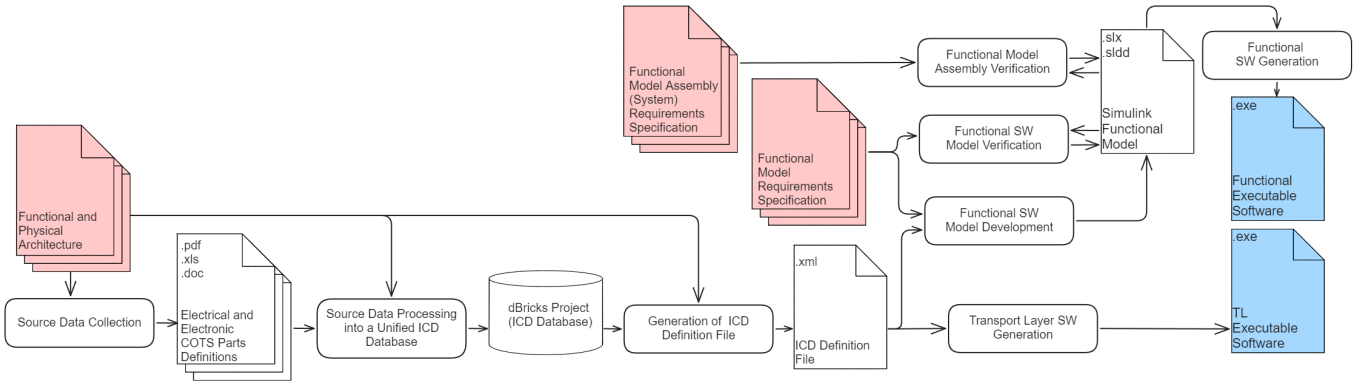 Functional
Model Assembly
(System)
Requirements
Specification
Functional Model
Assembly Verification
.slx
.sldd
Simulink
Functional
Model
Functional
SW Generation
.exe
Functional
Executable
Software
Functional
Model
Requirements
Specification
Functional SW
Model Verification
Functional SW
Model Development
Functional and
Physical
Architecture
Source Data Collection
.pdf
.xls
.doc
Electrical and
Electronic
COTS Parts
Definitions
Source Data Processing
into a Unified ICD
Database
dBricks Project
(ICD Database)
Generation of ICD
Definition File
.xml
ICD Definition
File
Transport Layer SW
Generation
.exe
TL
Executable
Software